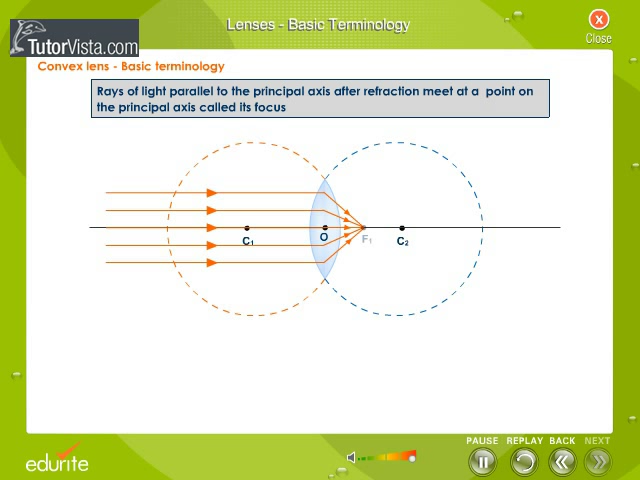 Lenses - Basic Terminology
X
Close
TutorVista.com
Convex lens - Basic terminology
Rays of light parallel to the principal axis after refraction meet at a point on
the principal axis called its focus
C₁ O F₁ C₂
PAUSE REPLAY BACK NEXT
edurite